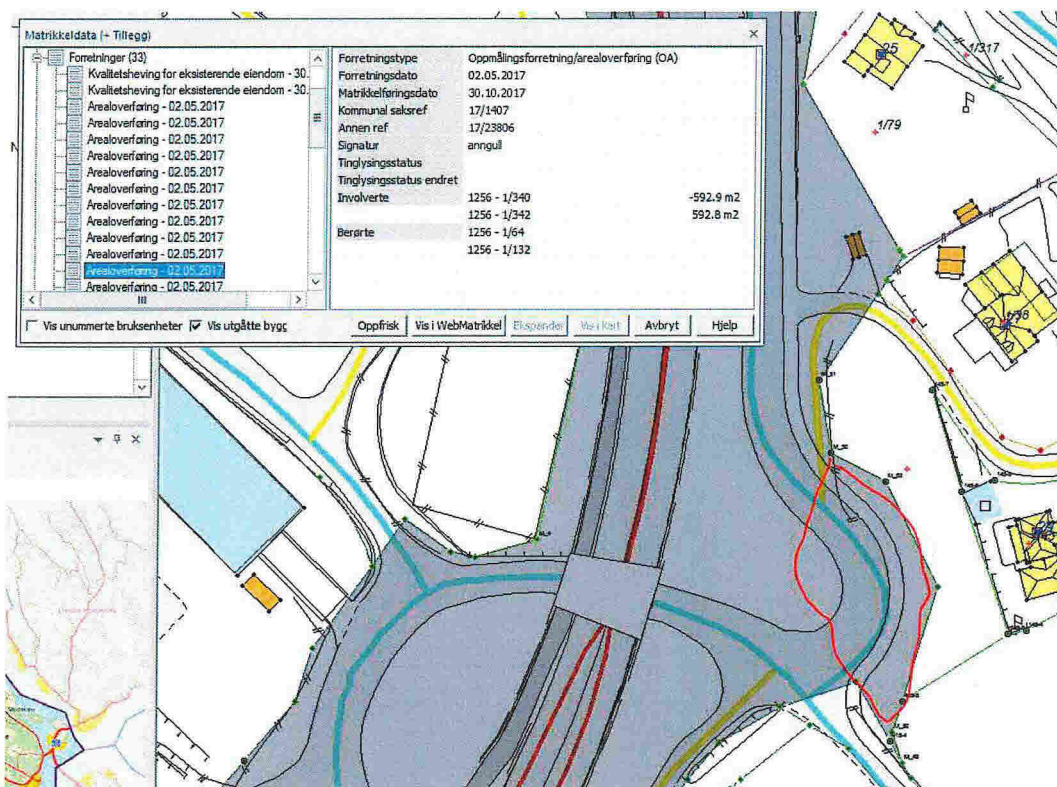 Matrikkeldata (+ Tillegg)
Forretninger (33)
Kvalitetsheving for eksisterende eiendom - 30.
Kvalitetsheving for eksisterende eiendom - 30.
Arealoverføring - 02.05.2017
Arealoverføring - 02.05.2017
Arealoverføring - 02.05.2017
Arealoverføring - 02.05.2017
Arealoverføring - 02.05.2017
Arealoverføring - 02.05.2017
Arealoverføring - 02.05.2017
Arealoverføring - 02.05.2017
Arealoverføring - 02.05.2017
Arealoverføring - 02.05.2017
Arealoverføring - 02.05.2017
Arealoverføring - 02.05.2017
Forretningstype Oppmålingsforretning/arealoverføring (OA)
Forretningsdato 02.05.2017
Matrikkelføringsdato 30.10.2017
Kommunal saksref 17/1407
Annen ref 17/23806
Signatur anngull
Tinglysingsstatus
Tinglysingsstatus endret
Involverte 1256 - 1/340 -592.9 m2
1256 - 1/342 592.8 m2
Berørte 1256 - 1/64
1256 - 1/132
Vis unummerte bruksenheter Vis utgåtte bygg
Oppfrisk Vis i WebMatrikkel Ekspander Vis i Kart Avbryt Hjelp
25
1/317
1/79